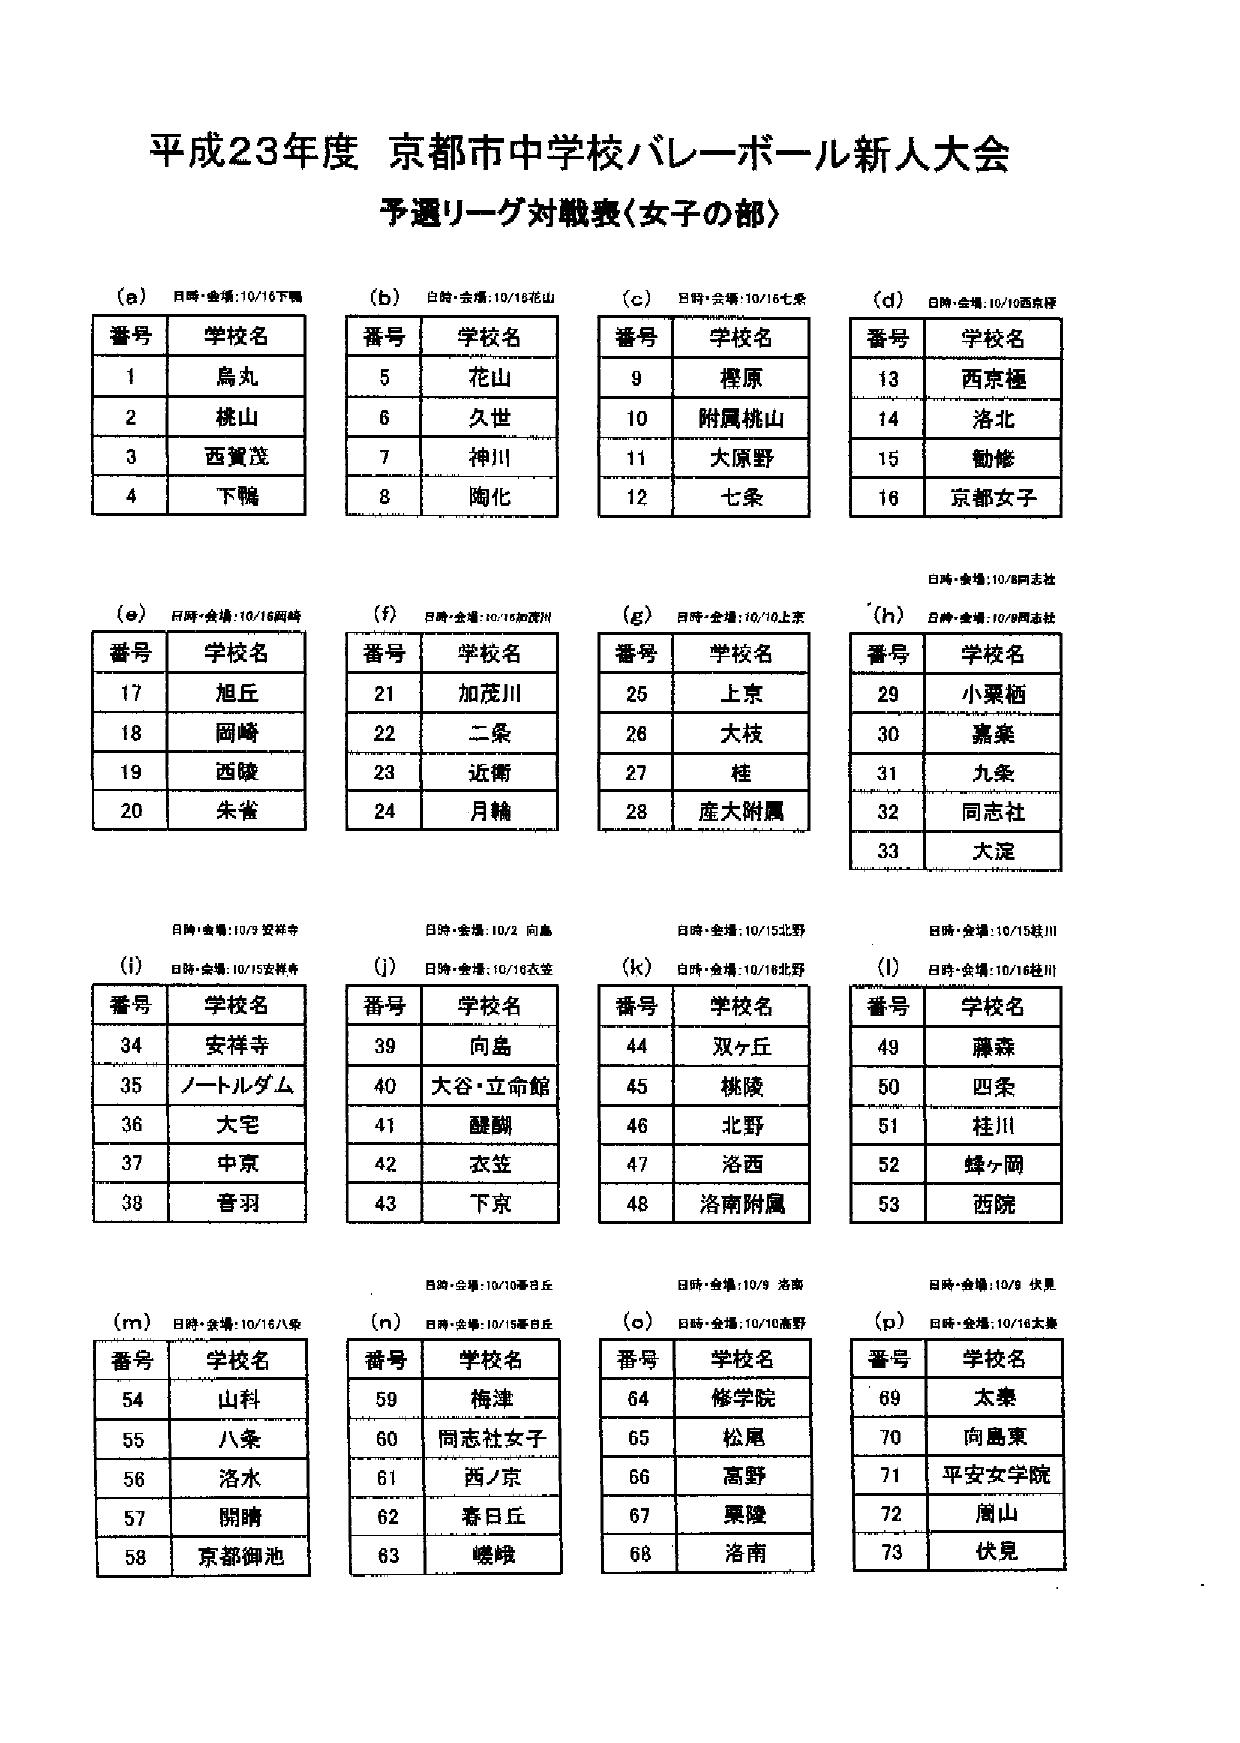 平成23年度　京都市中学校バレーボール新人大会
予選リーグ対戦表〈女子の部〉
(a) 日時・会場:10/16下鴨
番号 学校名
1 烏丸
2 桃山
3 西賀茂
4 下鴨
(b) 日時・会場:10/16花山
番号 学校名
5 花山
6 久世
7 神川
8 陶化
(c) 日時・会場:10/16七条
番号 学校名
9 樫原
10 附属桃山
11 大原野
12 七条
(d) 日時・会場:10/10西京極
番号 学校名
13 西京極
14 洛北
15 勧修
16 京都女子
(e) 日時・会場:10/16岡崎
番号 学校名
17 旭丘
18 岡崎
19 西陵
20 朱雀
(f) 日時・会場:10/16加茂川
番号 学校名
21 加茂川
22 二条
23 近衛
24 月輪
(g) 日時・会場:10/10上京
番号 学校名
25 上京
26 大枝
27 桂
28 産大附属
日時・会場:10/8同志社
(h) 日時・会場:10/9同志社
番号 学校名
29 小栗栖
30 嘉楽
31 九条
32 同志社
33 大淀
日時・会場:10/9 安祥寺
(i) 日時・会場:10/15安祥寺
番号 学校名
34 安祥寺
35 ノートルダム
36 大宅
37 中京
38 音羽
日時・会場:10/2 向島
(j) 日時・会場:10/16衣笠
番号 学校名
39 向島
40 大谷・立命館
41 醍醐
42 衣笠
43 下京
日時・会場:10/15北野
(k) 日時・会場:10/16北野
番号 学校名
44 双ヶ丘
45 桃陵
46 北野
47 洛西
48 洛南附属
日時・会場:10/15桂川
(l) 日時・会場:10/16桂川
番号 学校名
49 藤森
50 四条
51 桂川
52 蜂ヶ岡
53 西院
(m) 日時・会場:10/16八条
番号 学校名
54 山科
55 八条
56 洛水
57 開晴
58 京都御池
日時・会場:10/10春日丘
(n) 日時・会場:10/15春日丘
番号 学校名
59 梅津
60 同志社女子
61 西ノ京
62 春日丘
63 嵯峨
日時・会場:10/9 洛南
(o) 日時・会場:10/10高野
番号 学校名
64 修学院
65 松尾
66 高野
67 栗陵
68 洛南
日時・会場:10/9 伏見
(p) 日時・会場:10/16太秦
番号 学校名
69 太秦
70 向島東
71 平安女学院
72 周山
73 伏見